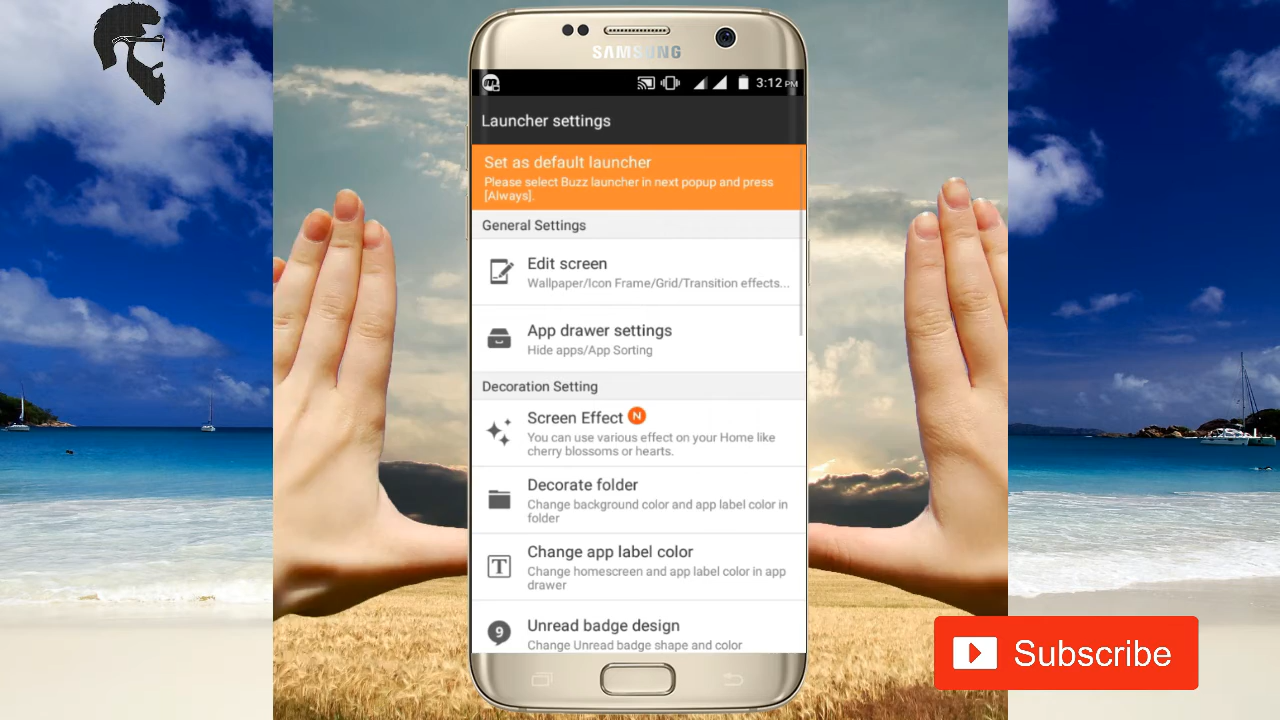 SAMSUNG
3:12 PM
Launcher settings
Set as default launcher
Please select Buzz launcher in next popup and press
[Always].
General Settings
Edit screen
Wallpaper/Icon Frame/Grid/Transition effects...
App drawer settings
Hide apps/App Sorting
Decoration Setting
Screen Effect N
You can use various effect on your Home like
cherry blossoms or hearts.
Decorate folder
Change background color and app label color in
folder
T
Change app label color
Change homescreen and app label color in app
drawer
9
Unread badge design
Change Unread badge shape and color
Subscribe